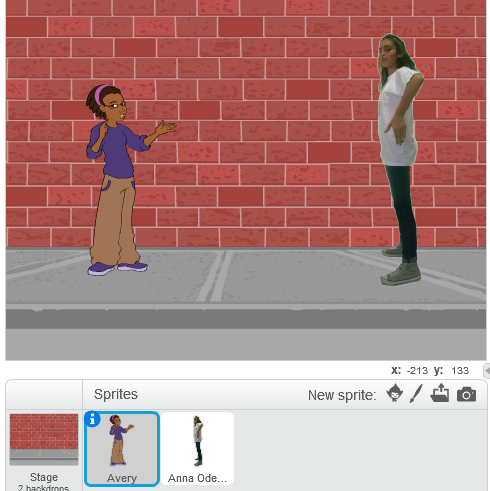 x: -213 y: 133
Sprites New sprite:
Avery Anna Ode...
Stage
2 backdrops